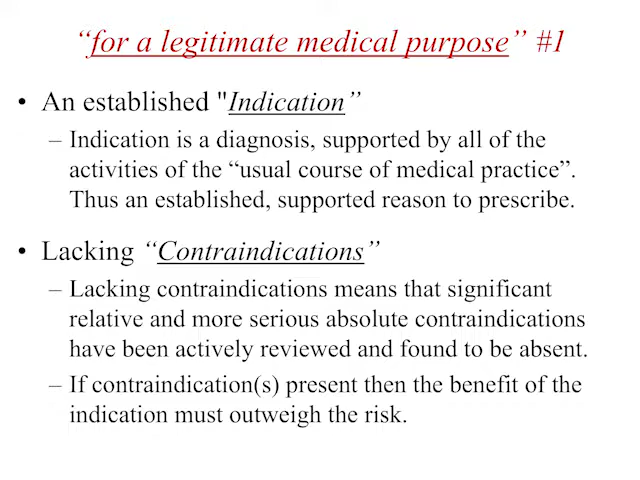 “for a legitimate medical purpose” #1
• An established "Indication”
– Indication is a diagnosis, supported by all of the
activities of the “usual course of medical practice”.
Thus an established, supported reason to prescribe.
• Lacking “Contraindications”
– Lacking contraindications means that significant
relative and more serious absolute contraindications
have been actively reviewed and found to be absent.
– If contraindication(s) present then the benefit of the
indication must outweigh the risk.